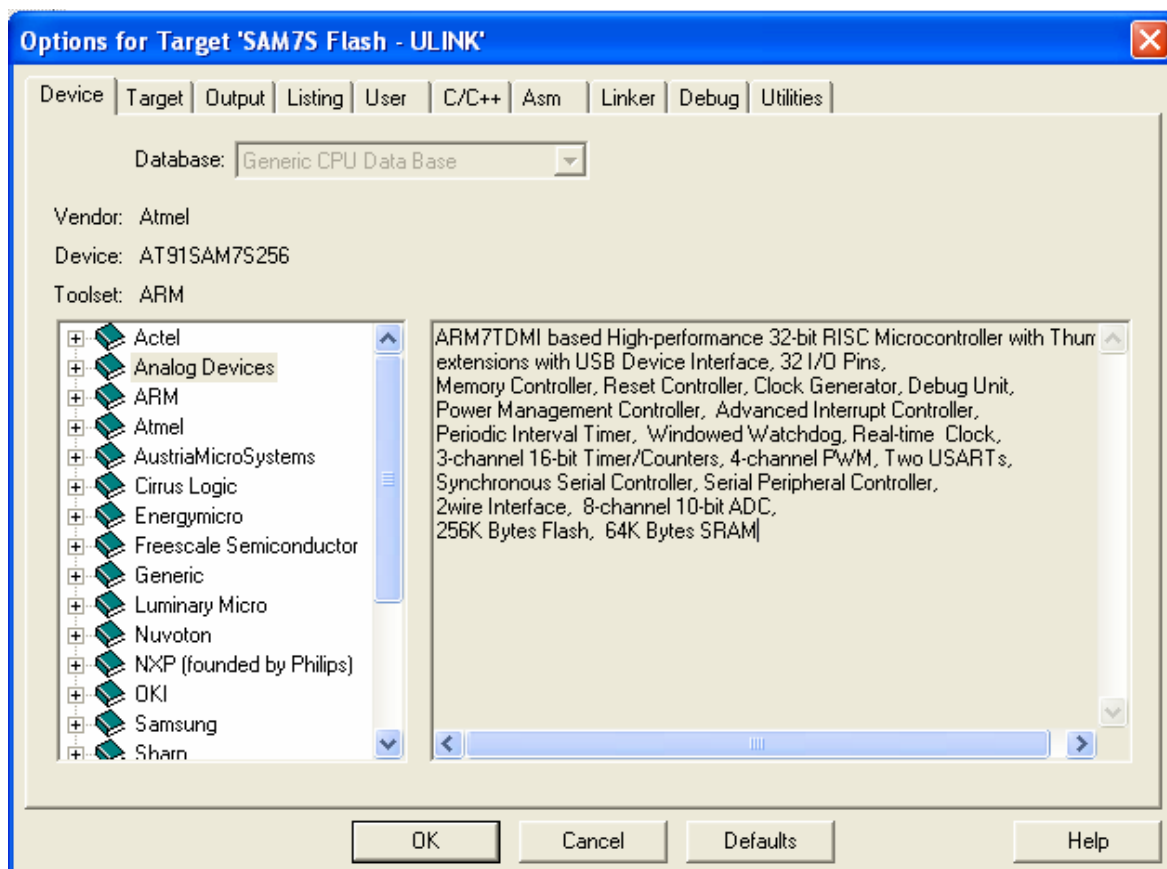 Options for Target 'SAM7S Flash - ULINK'
Device Target Output Listing User C/C++ Asm Linker Debug Utilities
Database: Generic CPU Data Base
Vendor: Atmel
Device: AT91SAM7S256
Toolset: ARM
Actel
Analog Devices
ARM
Atmel
AustriaMicroSystems
Cirrus Logic
Energymicro
Freescale Semiconductor
Generic
Luminary Micro
Nuvoton
NXP (founded by Philips)
OKI
Samsung
Sharp
ARM7TDMI based High-performance 32-bit RISC Microcontroller with Thum
extensions with USB Device Interface, 32 I/O Pins,
Memory Controller, Reset Controller, Clock Generator, Debug Unit,
Power Management Controller, Advanced Interrupt Controller,
Periodic Interval Timer, Windowed Watchdog, Real-time Clock,
3-channel 16-bit Timer/Counters, 4-channel PWM, Two USARTs,
Synchronous Serial Controller, Serial Peripheral Controller,
2wire Interface, 8-channel 10-bit ADC,
256K Bytes Flash, 64K Bytes SRAM
OK Cancel Defaults Help